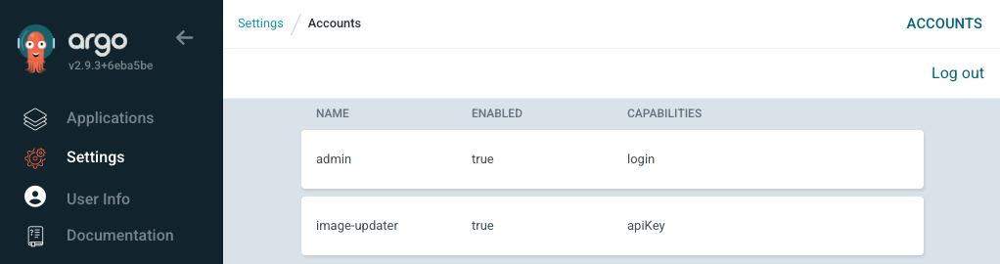 argo
v2.9.3+6eba5be
Applications
Settings
User Info
Documentation
Settings / Accounts
ACCOUNTS
Log out
NAME ENABLED CAPABILITIES
admin true login
image-updater true apiKey